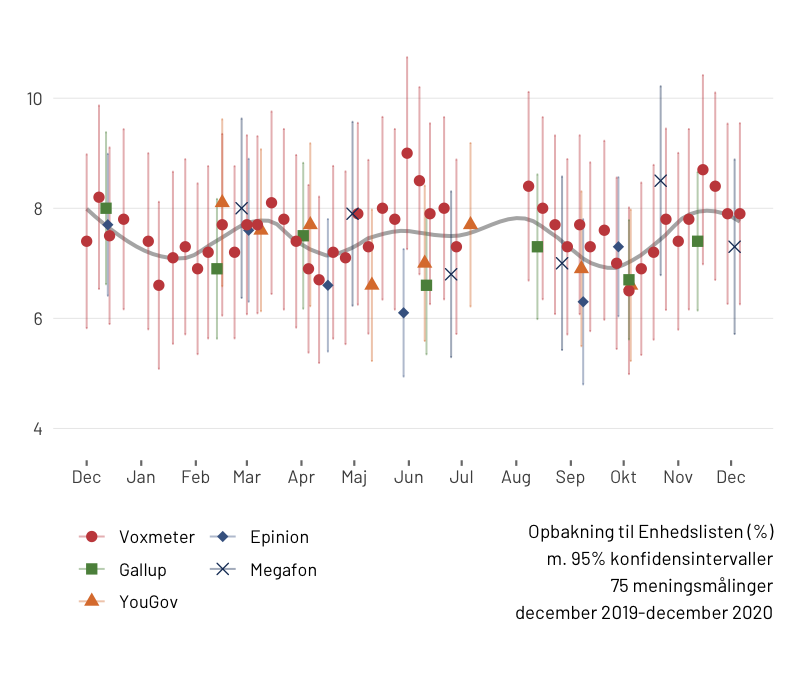 10
8
6
4
Dec Jan Feb Mar Apr Maj Jun Jul Aug Sep Okt Nov Dec
Voxmeter Epinion
Gallup Megafon
YouGov
Opbakning til Enhedslisten (%)
m. 95% konfidensintervaller
75 meningsmålinger
december 2019-december 2020